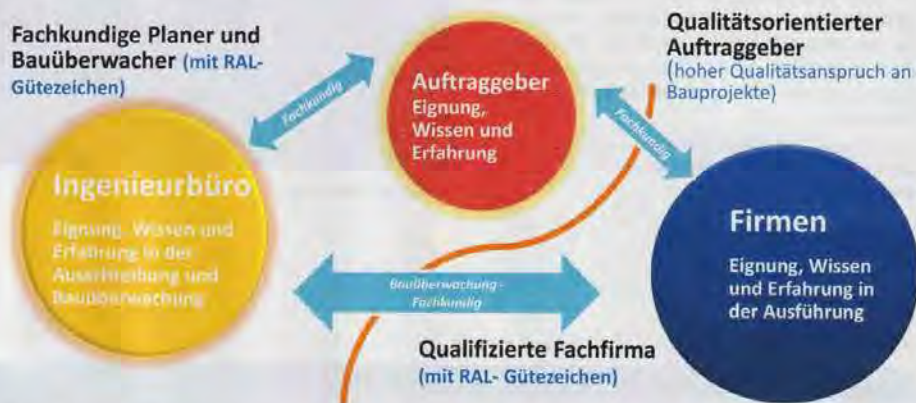 Fachkundige Planer und
Bauüberwacher (mit RAL-
Gütezeichen)
Qualitätsorientierter
Auftraggeber
(hoher Qualitätsanspruch an
Bauprojekte)
Auftraggeber
Eignung,
Wissen und
Erfahrung
Fachkundig
Fachkundig
Ingenieurbüro
Eignung, Wissen und
Erfahrung in der
Ausschreibung und
Bauüberwachung
Firmen
Eignung, Wissen
und Erfahrung in
der Ausführung
Bauüberwachung -
Fachkundig
Qualifizierte Fachfirma
(mit RAL- Gütezeichen)